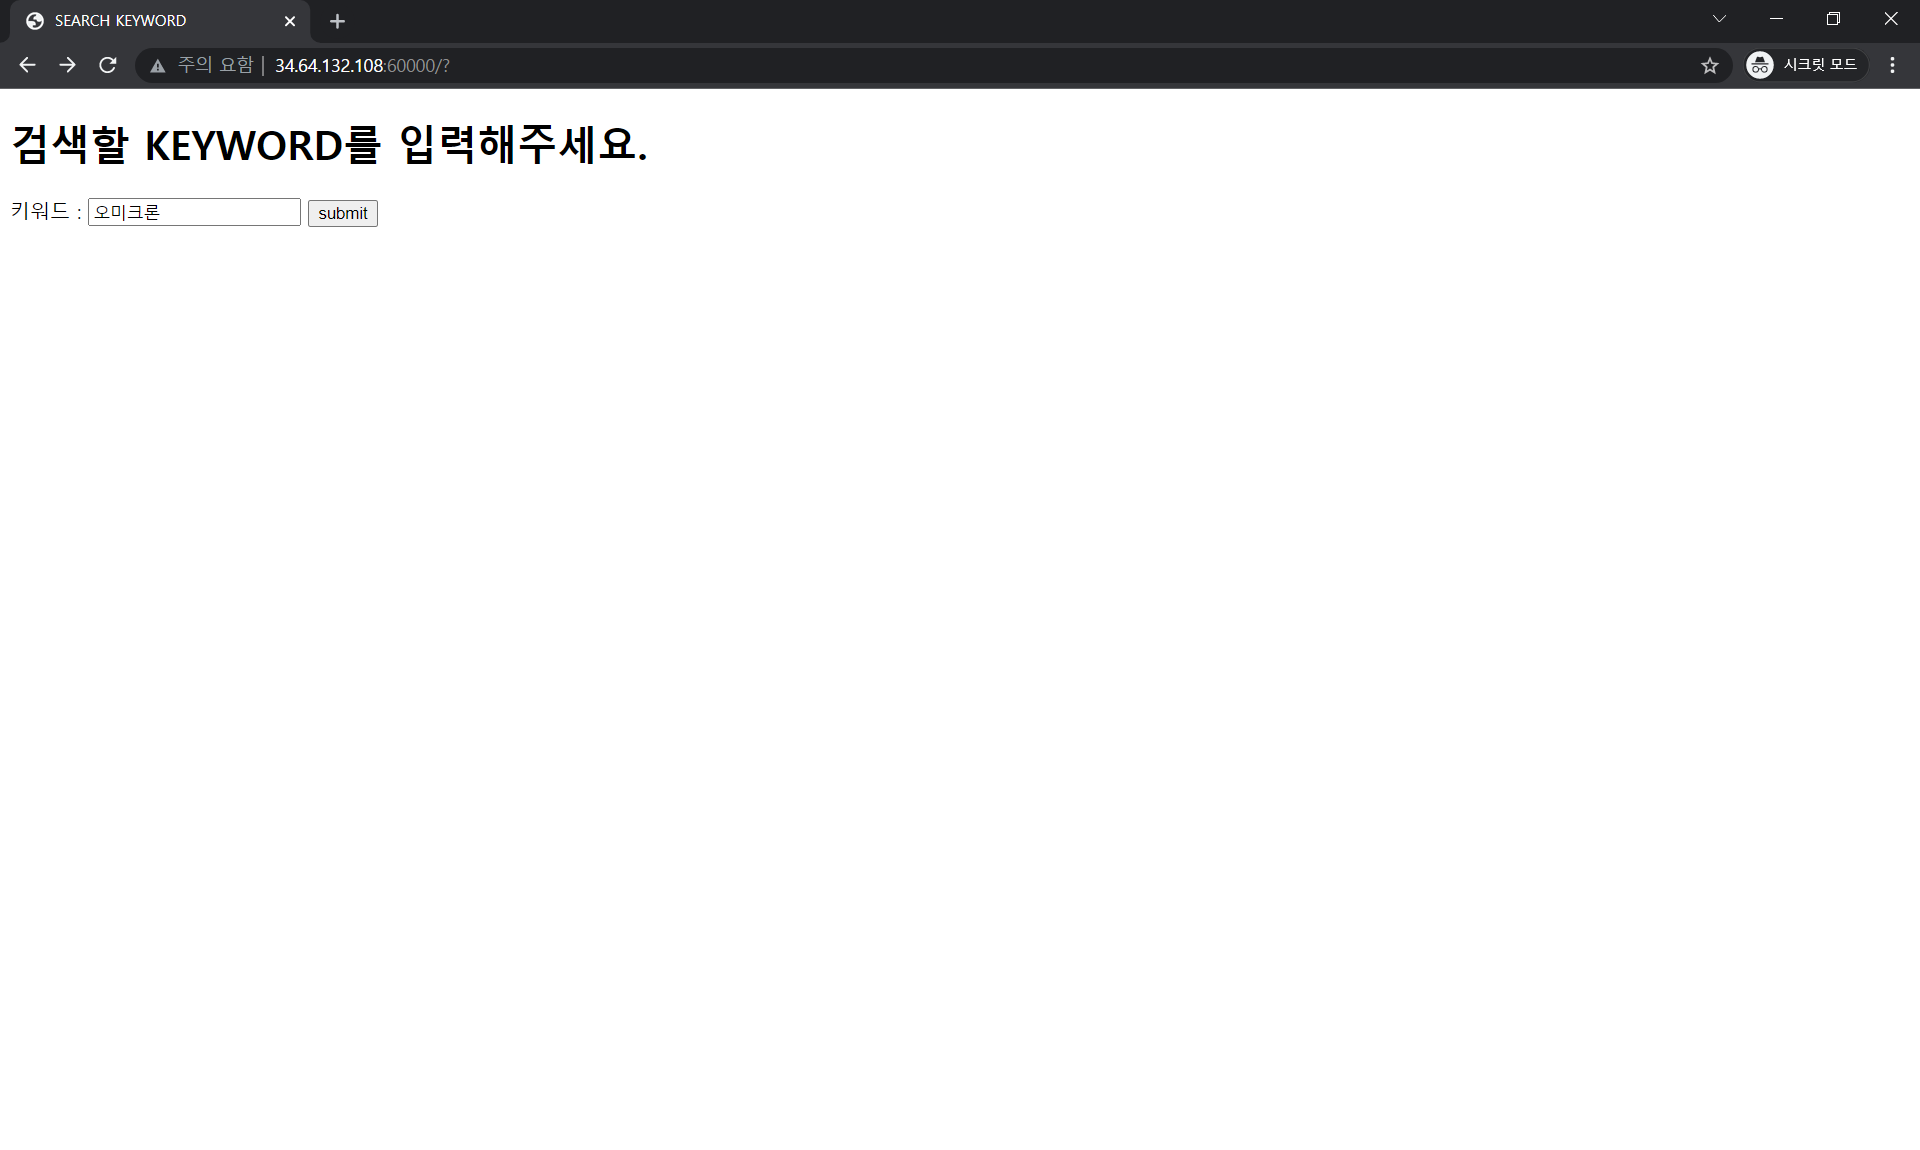 SEARCH KEYWORD
주의 요함 | 34.64.132.108:60000/?
시크릿 모드
검색할 KEYWORD를 입력해주세요.
키워드 : 오미크론 submit